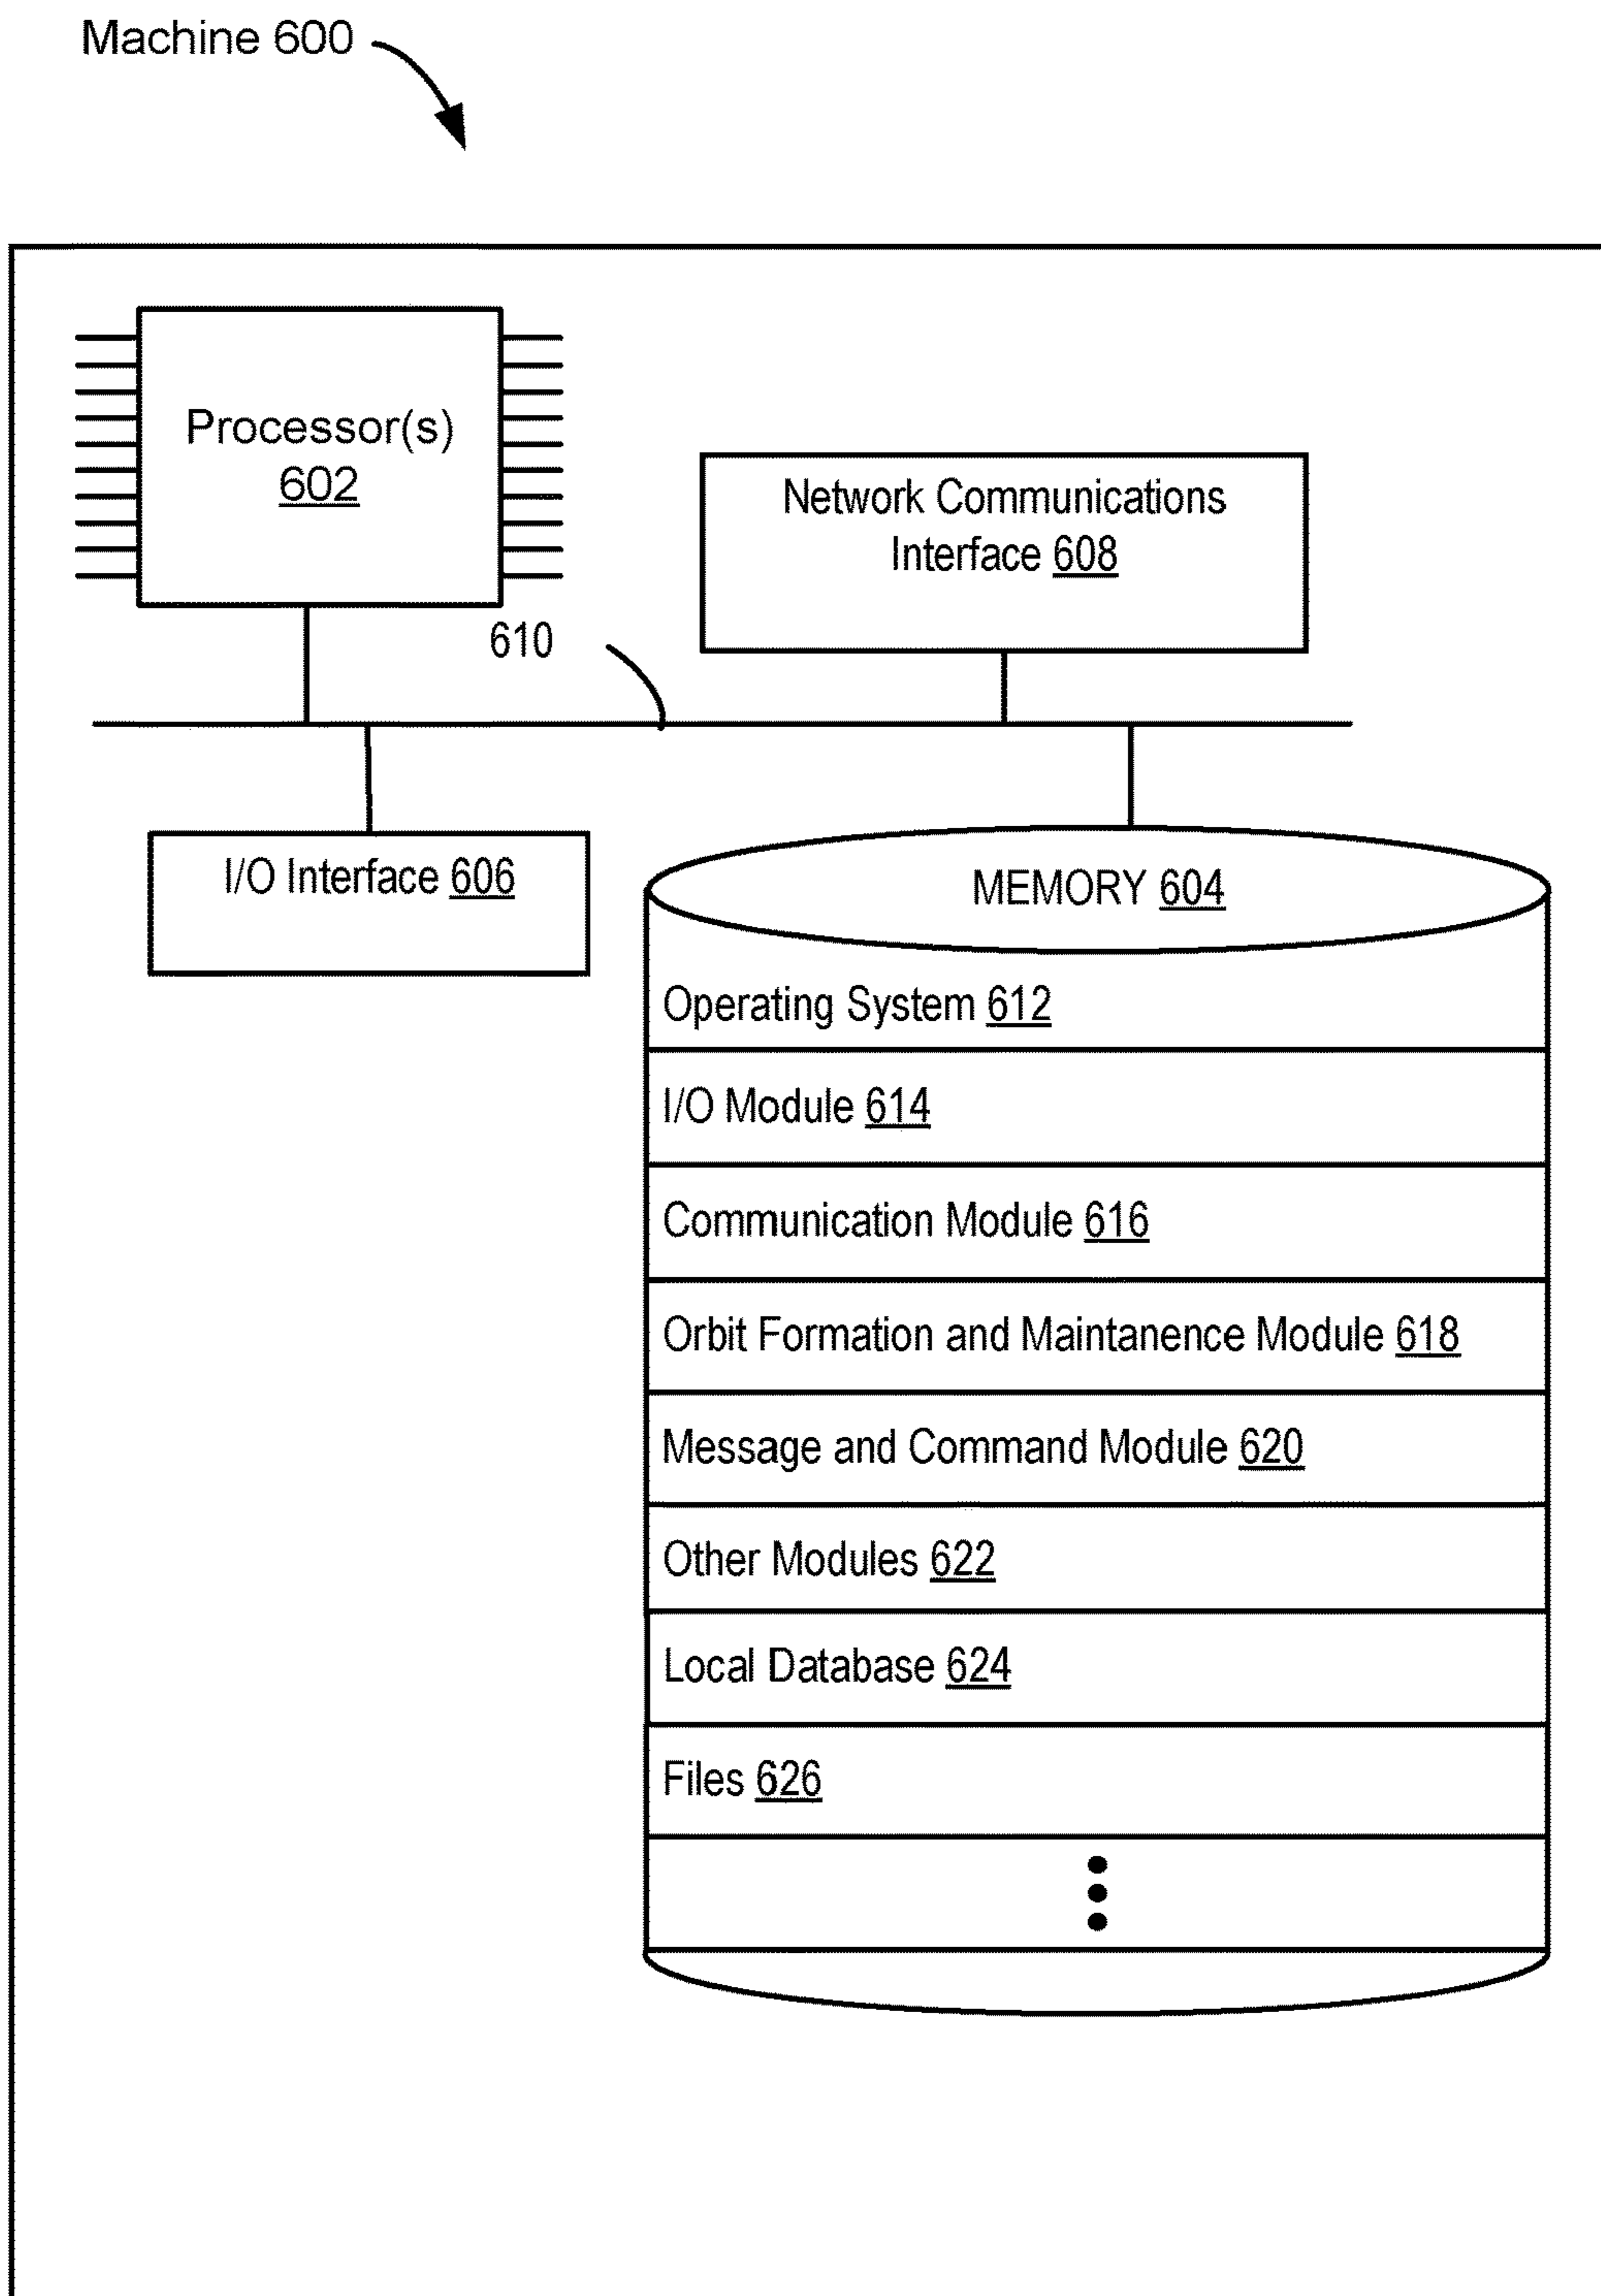 Machine 600
Processor(s)
602
Network Communications
Interface 608
610
I/O Interface 606
MEMORY 604
Operating System 612
I/O Module 614
Communication Module 616
Orbit Formation and Maintanence Module 618
Message and Command Module 620
Other Modules 622
Local Database 624
Files 626